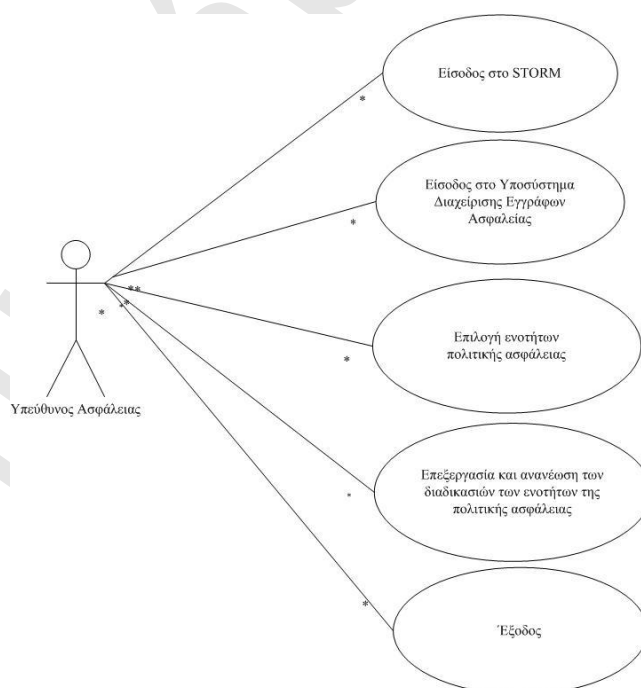 Είσοδος στο STORM
Είσοδος στο Υποσύστημα
Διαχείρισης Εγγράφων
Ασφαλείας
Επιλογή ενοτήτων
πολιτικής ασφάλειας
Υπεύθυνος Ασφάλειας
Επεξεργασία και ανανέωση των
διαδικασιών των ενοτήτων της
πολιτικής ασφάλειας
Έξοδος